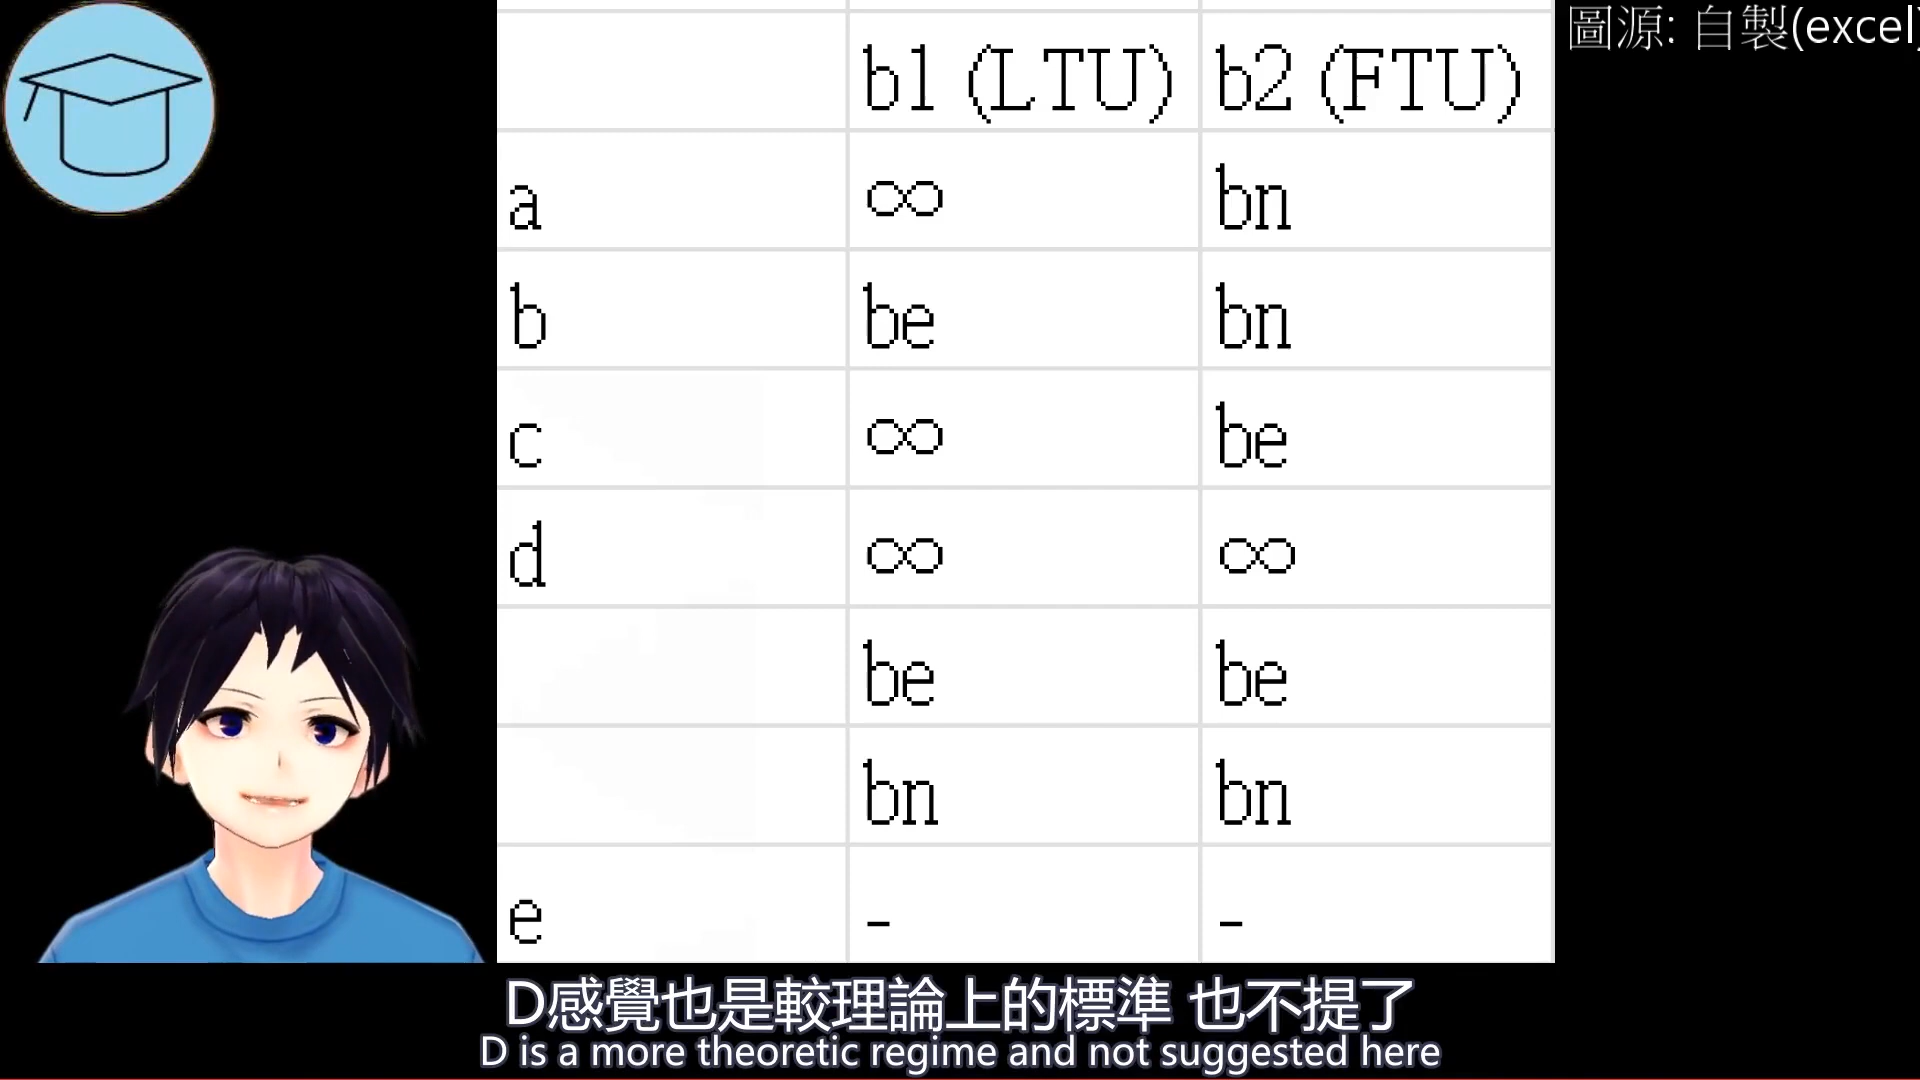 圖源: 自製(excel)
b1 (LTU) b2 (FTU)
a ∞ bn
b be bn
c ∞ be
d ∞ ∞
be be
bn bn
e - -
D感覺也是較理論上的標準 也不提了
D is a more theoretic regime and not suggested here